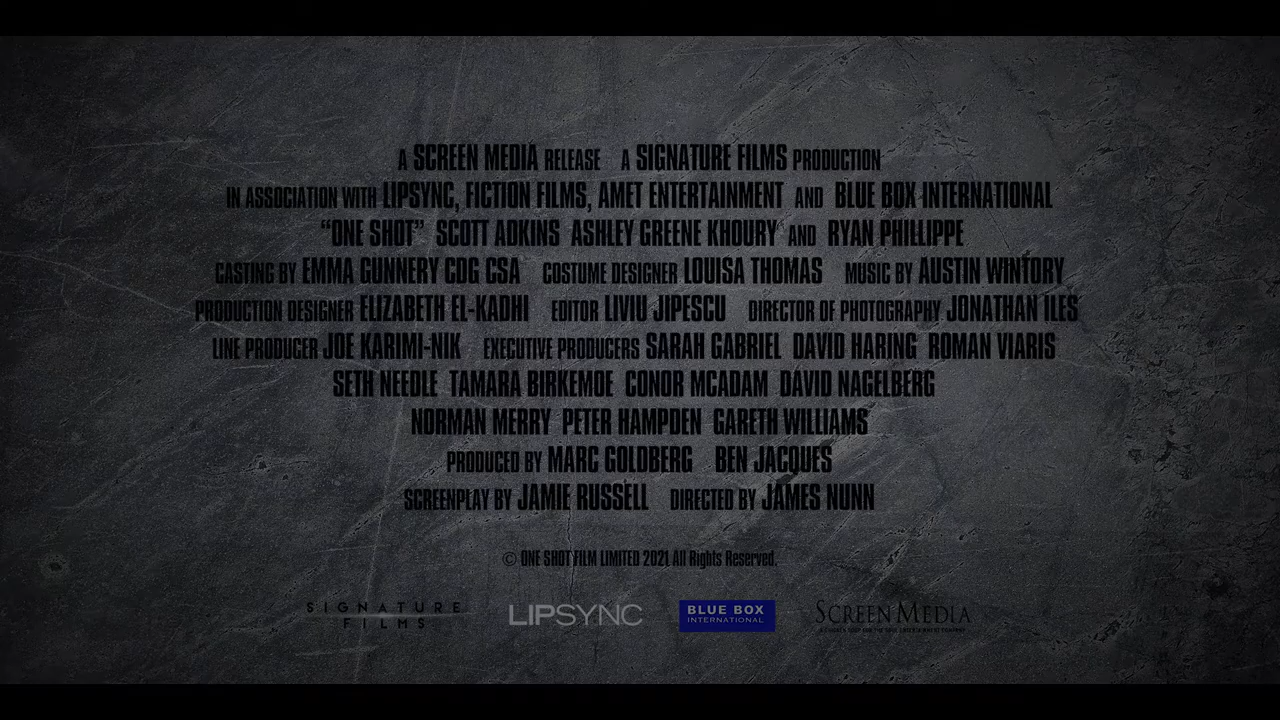 A SCREEN MEDIA RELEASE A SIGNATURE FILMS PRODUCTION
IN ASSOCIATION WITH LIPSYNC, FICTION FILMS, AMET ENTERTAINMENT AND BLUE BOX INTERNATIONAL
“ONE SHOT” SCOTT ADKINS ASHLEY GREENE KHOURY AND RYAN PHILLIPPE
CASTING BY EMMA GUNNERY CDG CSA COSTUME DESIGNER LOUISA THOMAS MUSIC BY AUSTIN WINTORY
PRODUCTION DESIGNER ELIZABETH EL-KADHI EDITOR LIVIU JIPESCU DIRECTOR OF PHOTOGRAPHY JONATHAN ILES
LINE PRODUCER JOE KARIMI-NIK EXECUTIVE PRODUCERS SARAH GABRIEL DAVID HARING ROMAN VIARIS
SETH NEEDLE TAMARA BIRKEMOE CONOR MCADAM DAVID NAGELBERG
NORMAN MERRY PETER HAMPDEN GARETH WILLIAMS
PRODUCED BY MARC GOLDBERG BEN JACQUES
SCREENPLAY BY JAMIE RUSSELL DIRECTED BY JAMES NUNN
© ONE SHOT FILM LIMITED 2021 All Rights Reserved.
SIGNATURE
FILMS
LIPSYNC
BLUE BOX
INTERNATIONAL
SCREEN MEDIA